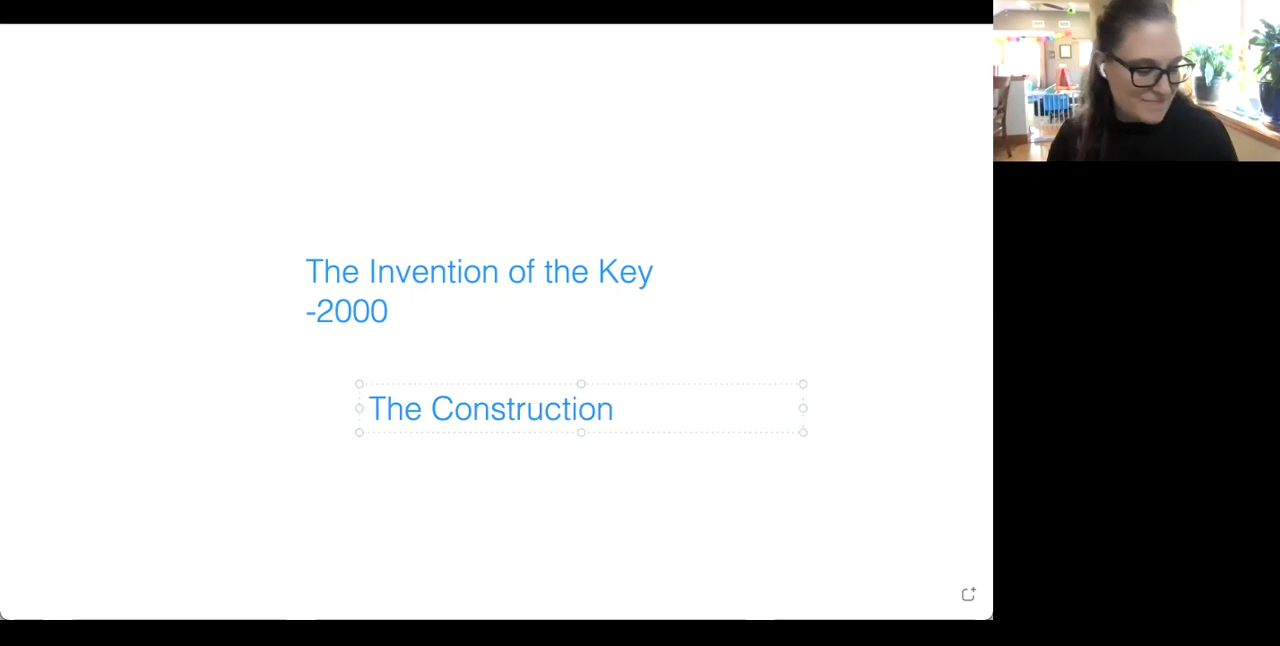 The Invention of the Key
-2000
The Construction